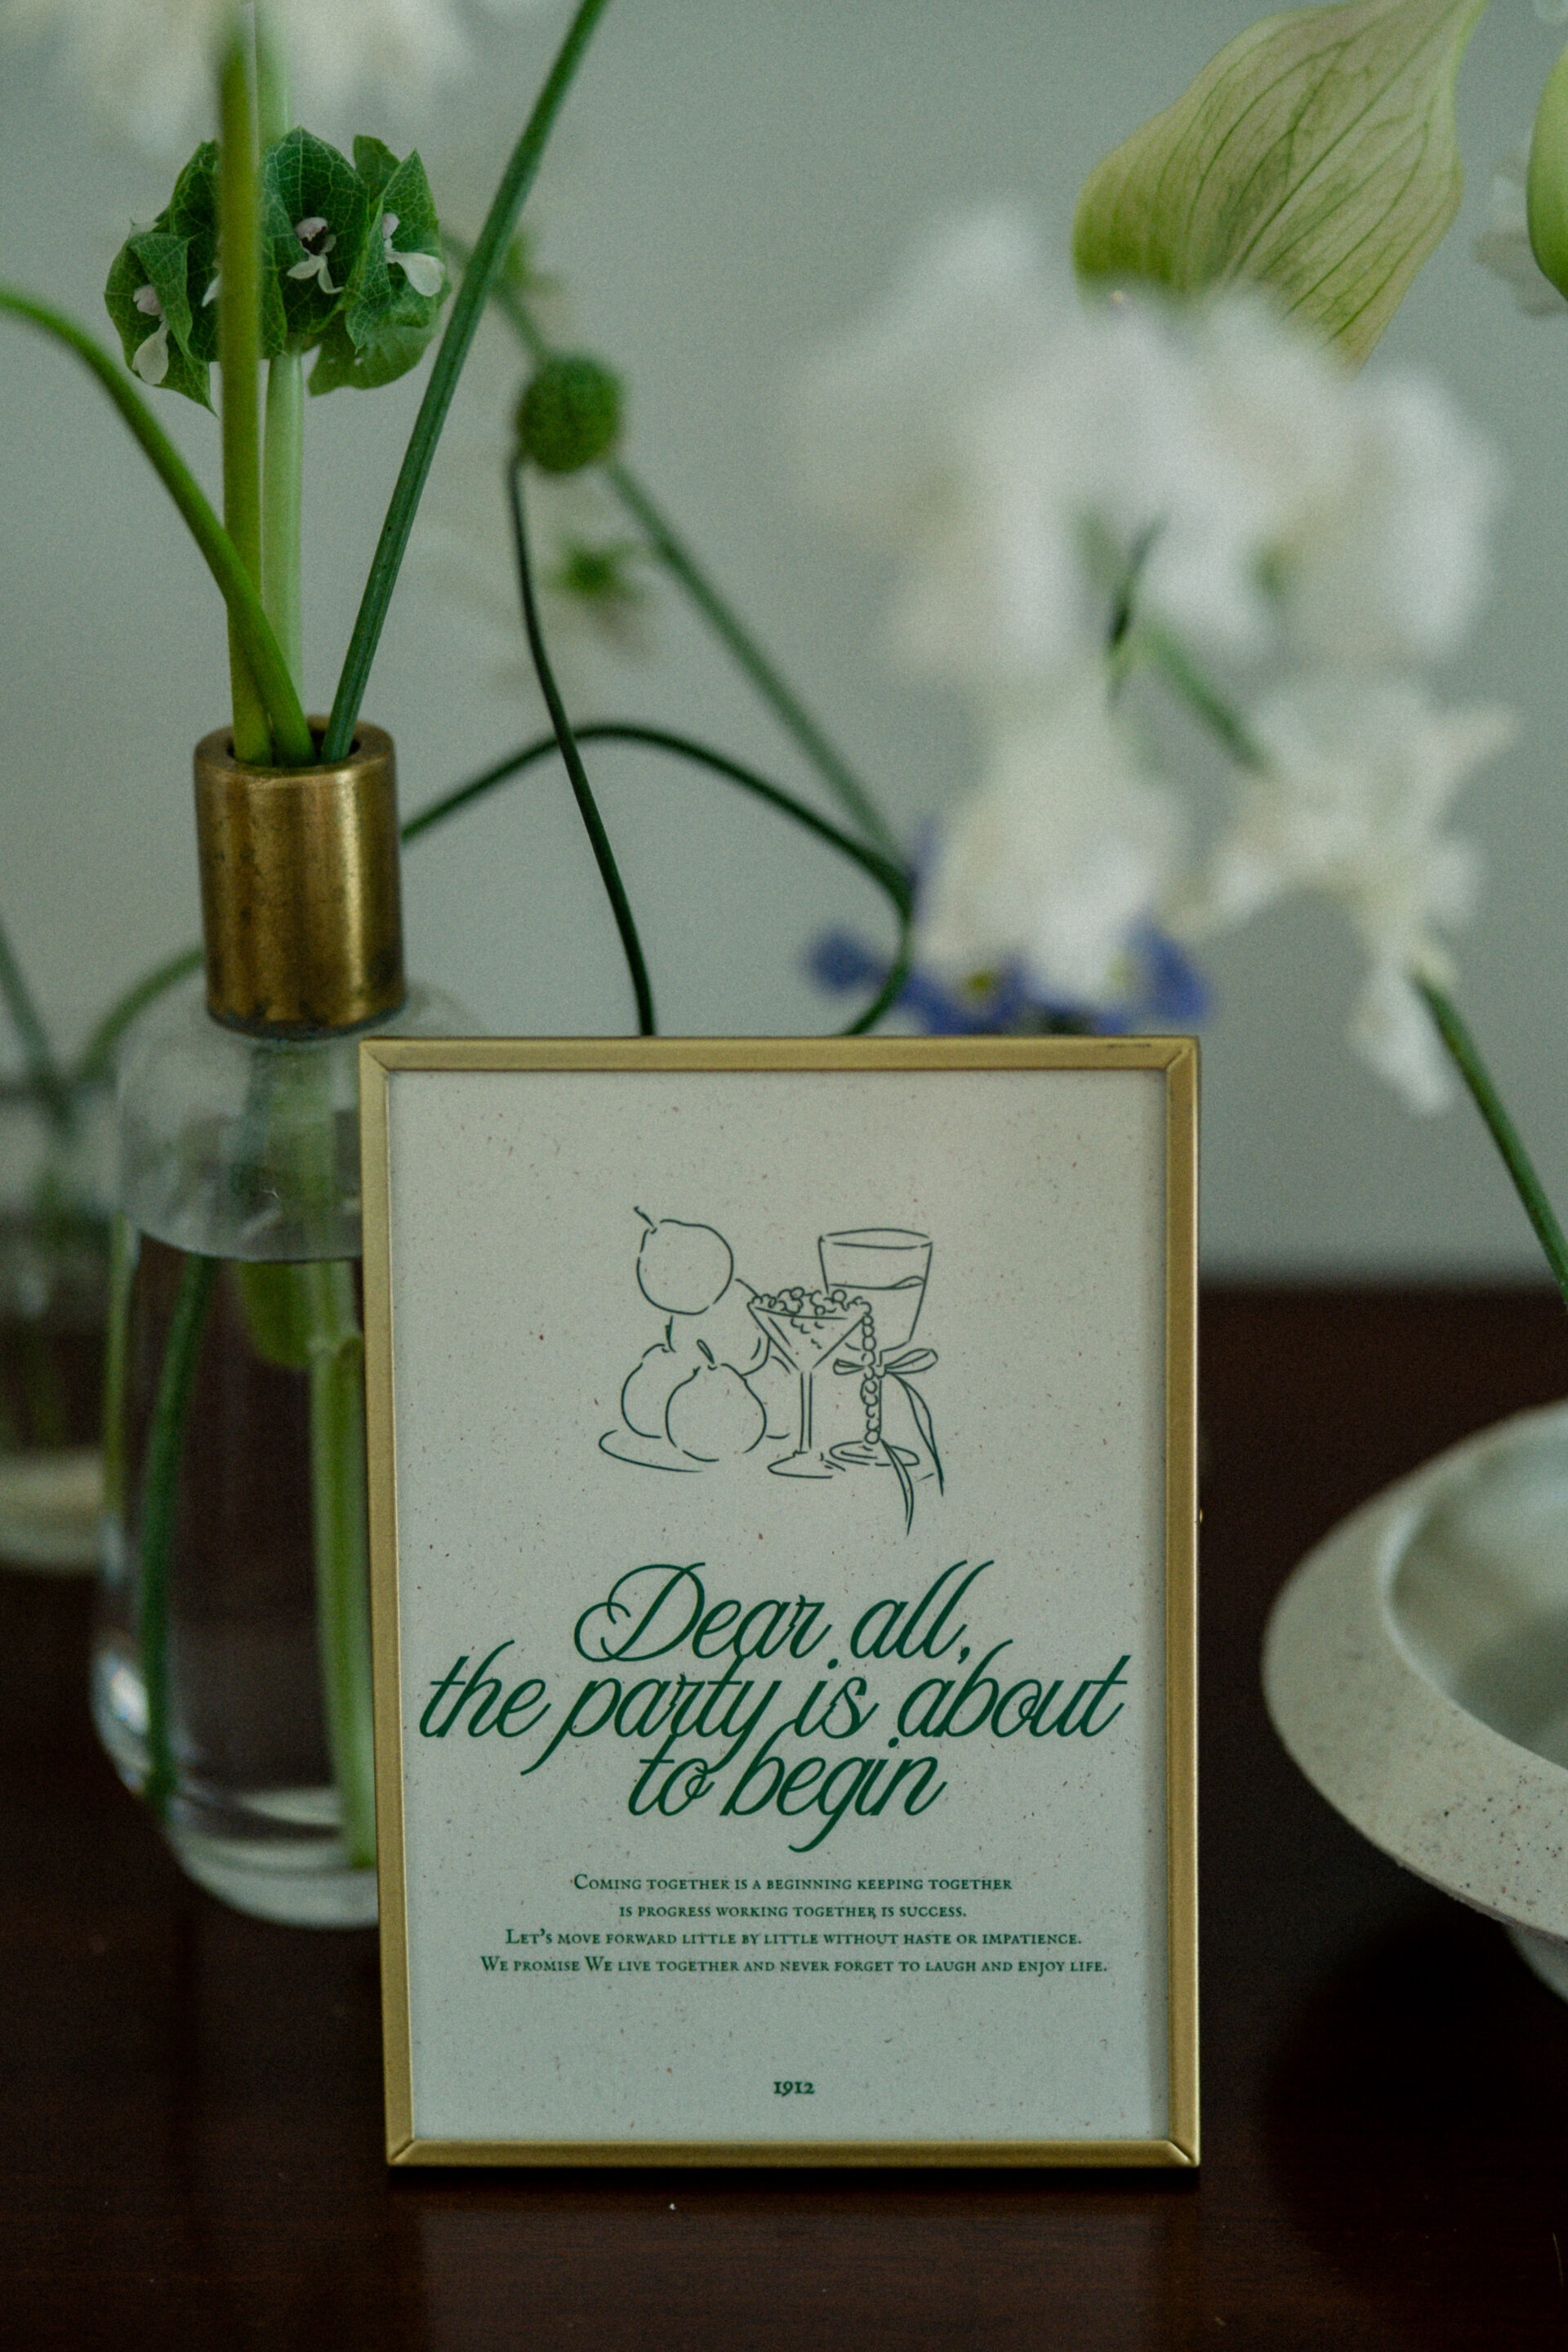 Dear all,
the party is about
to begin
Coming together is a beginning keeping together
is progress working together is success.
Let's move forward little by little without haste or impatience.
We promise We live together and never forget to laugh and enjoy life.
1912